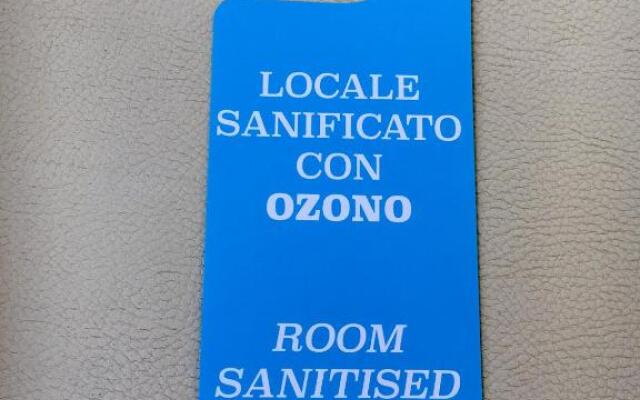 LOCALE
SANIFICATO
CON
OZONO
ROOM
SANITISED